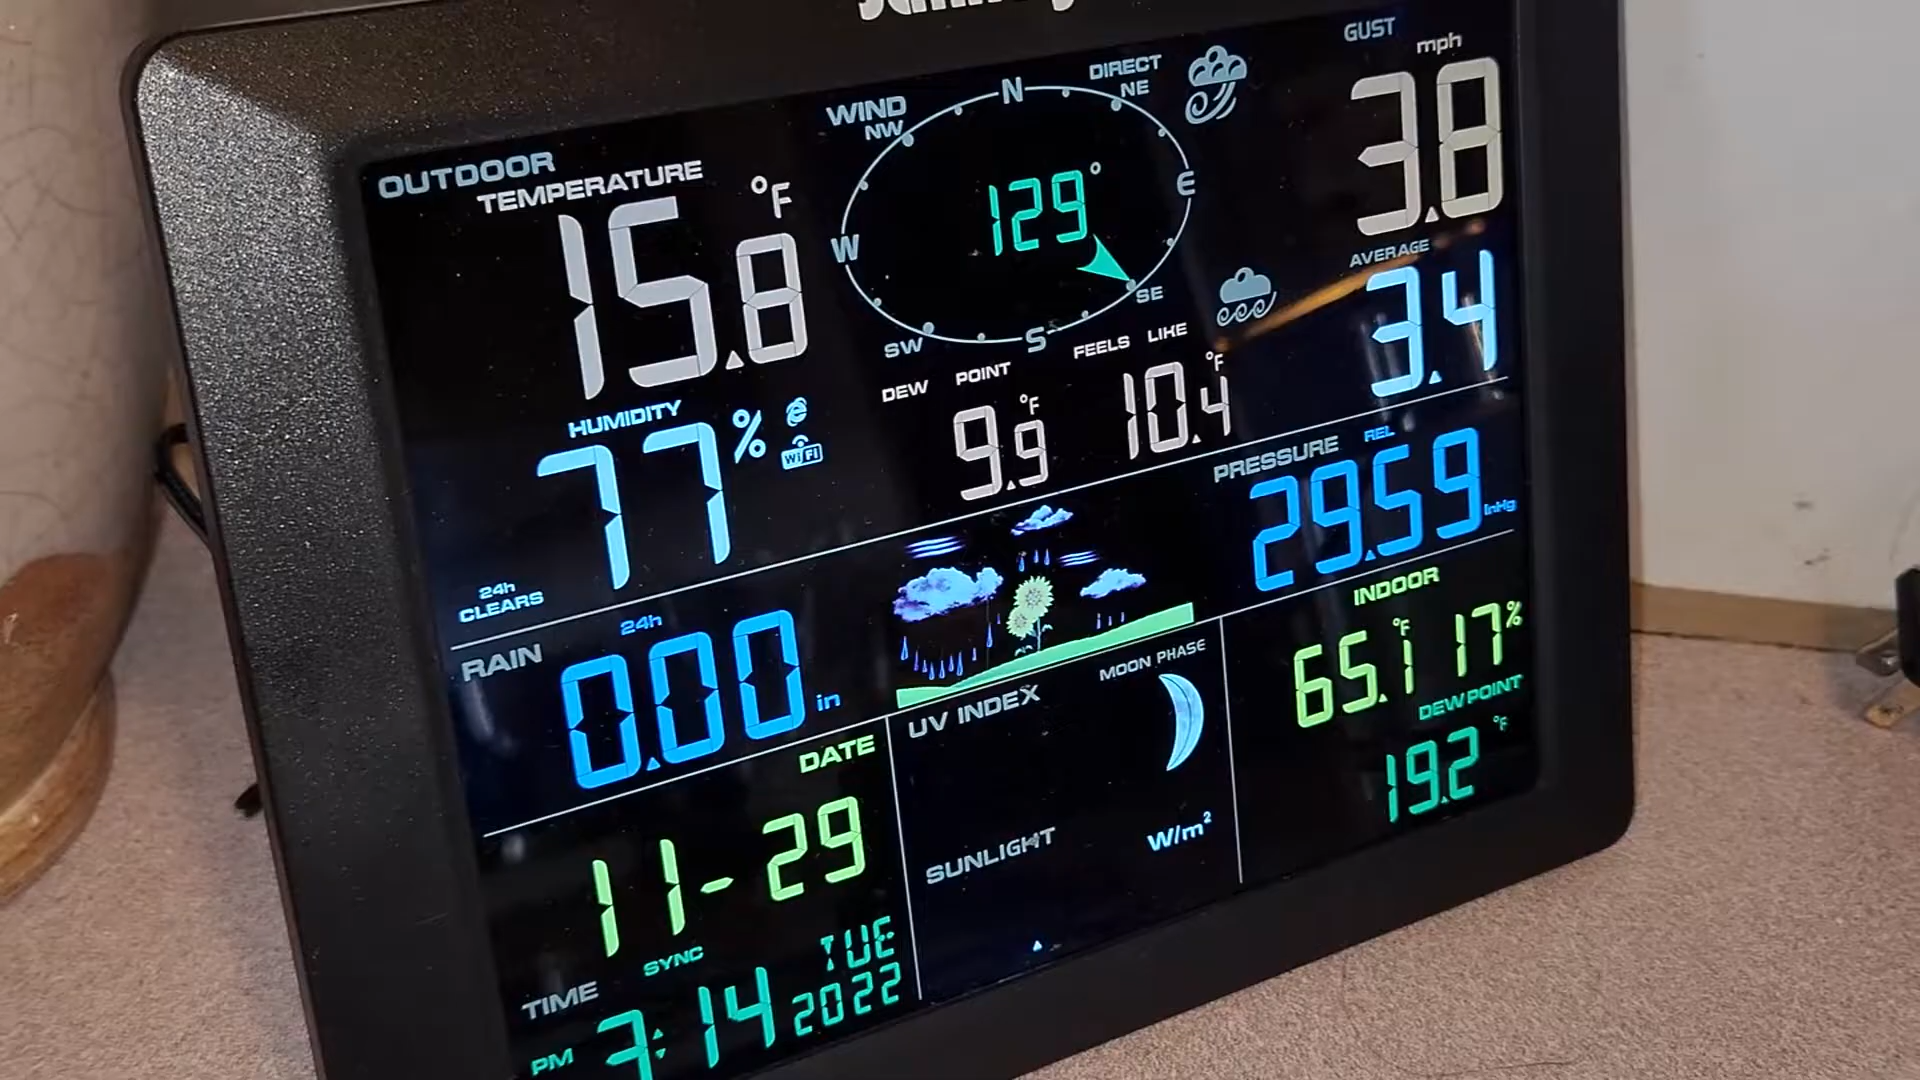 OUTDOOR
TEMPERATURE
15.8 °F
HUMIDITY
77 %
WiFi
24h
CLEARS
WIND
DIRECT
N
NE
E
SE
S
SW
W
NW
129°
GUST
mph
3.8
AVERAGE
3.4
DEW POINT
9.9 °F
FEELS LIKE
10.4 °F
PRESSURE
REL
29.59 inHg
RAIN
24h
0.00 in
INDOOR
65.1 °F 17%
DEW POINT
19.2 °F
UV INDEX
MOON PHASE
SUNLIGHT
W/m²
DATE
11-29
TIME
SYNC
TUE
PM 7:14 2022